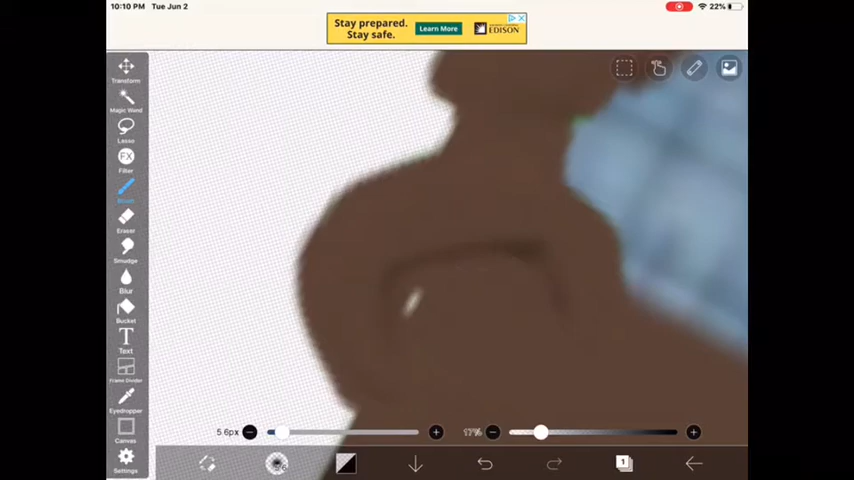 10:10 PM Tue Jun 2
22%
Stay prepared.
Stay safe.
Learn More
EDISON
Transform
Magic Wand
Lasso
FX
Filter
Brush
Eraser
Smudge
Blur
Bucket
T
Text
Frame Divider
Eyedropper
Canvas
Settings
5.6px
17%
1